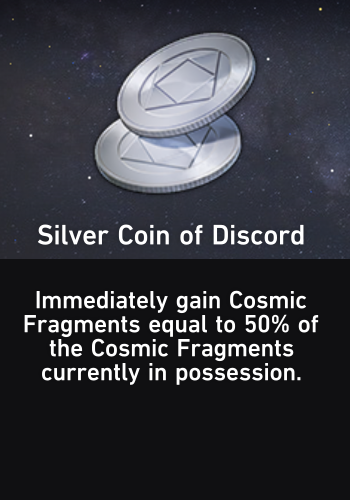 Silver Coin of Discord
Immediately gain Cosmic
Fragments equal to 50% of
the Cosmic Fragments
currently in possession.